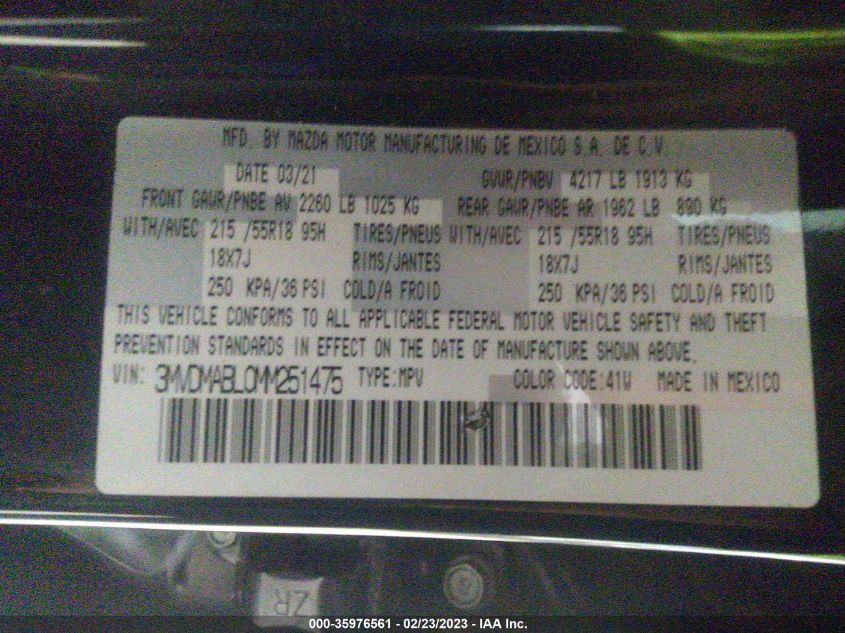 MFD. BY MAZDA MOTOR MANUFACTURING DE MEXICO S.A. DE C.V.
DATE 03/21 GVWR/PNBV 4217 LB 1913 KG
FRONT GAWR/PNBE AV 2260 LB 1025 KG REAR GAWR/PNBE AR 1962 LB 890 KG
WITH/AVEC 215 /55R18 95H TIRES/PNEUS WITH/AVEC 215 /55R18 95H TIRES/PNEUS
18X7J RIMS/JANTES 18X7J RIMS/JANTES
250 KPA/36 PSI COLD/A FROID 250 KPA/36 PSI COLD/A FROID
THIS VEHICLE CONFORMS TO ALL APPLICABLE FEDERAL MOTOR VEHICLE SAFETY AND THEFT
PREVENTION STANDARDS IN EFFECT ON THE DATE OF MANUFACTURE SHOWN ABOVE.
VIN: 3MVDMABL0MM251475 TYPE:MPV COLOR CODE:41W MADE IN MEXICO
ZR
000-35976561 - 02/23/2023 - IAA Inc.